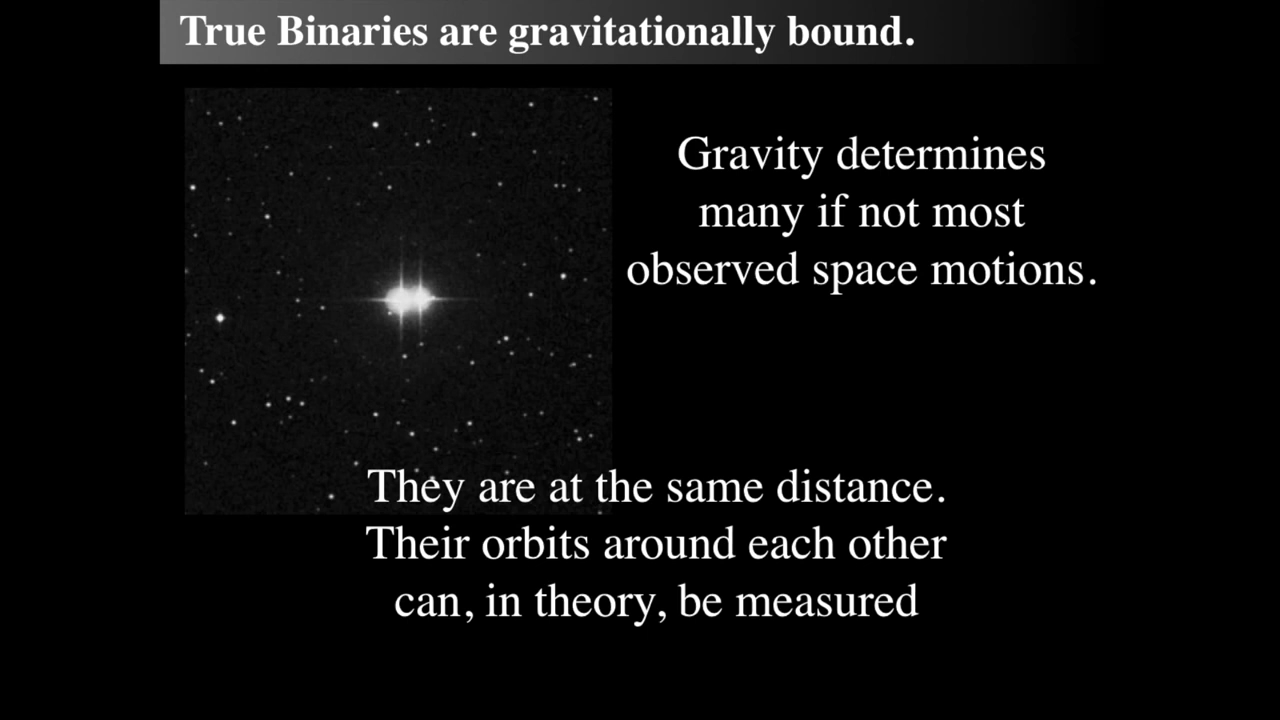 True Binaries are gravitationally bound.
Gravity determines
many if not most
observed space motions.
They are at the same distance.
Their orbits around each other
can, in theory, be measured